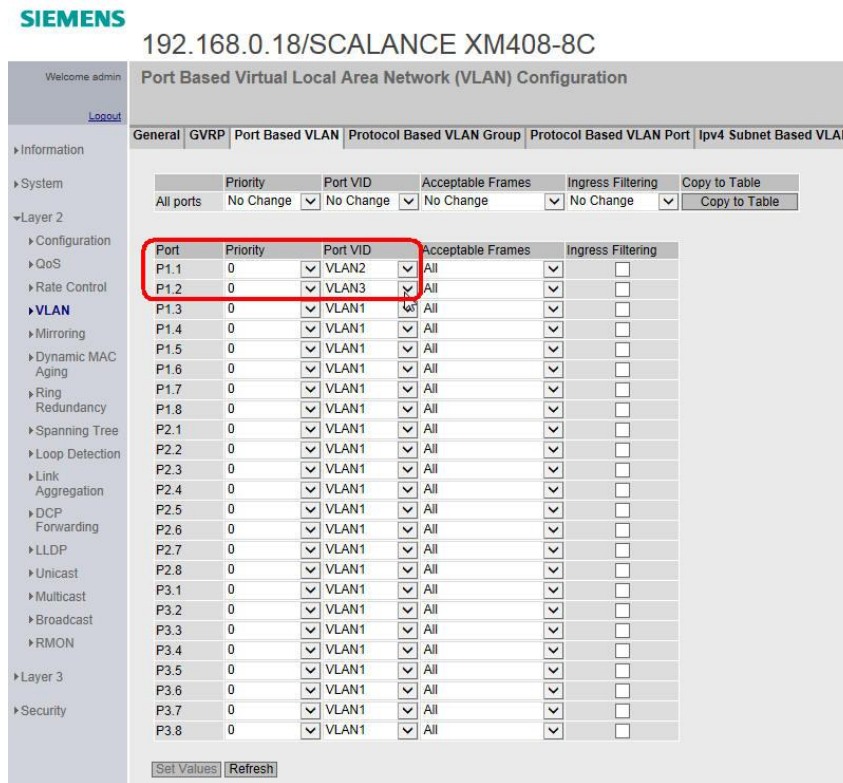 SIEMENS
192.168.0.18/SCALANCE XM408-8C
Welcome admin
Logout
Port Based Virtual Local Area Network (VLAN) Configuration
General GVRP Port Based VLAN Protocol Based VLAN Group Protocol Based VLAN Port Ipv4 Subnet Based VLA
Information
System
Layer 2
Configuration
QoS
Rate Control
VLAN
Mirroring
Dynamic MAC
Aging
Ring
Redundancy
Spanning Tree
Loop Detection
Link
Aggregation
DCP
Forwarding
LLDP
Unicast
Multicast
Broadcast
RMON
Layer 3
Security
Priority Port VID Acceptable Frames Ingress Filtering Copy to Table
All ports No Change No Change No Change No Change Copy to Table
Port Priority Port VID Acceptable Frames Ingress Filtering
P1.1 0 VLAN2 All
P1.2 0 VLAN3 All
P1.3 0 VLAN1 All
P1.4 0 VLAN1 All
P1.5 0 VLAN1 All
P1.6 0 VLAN1 All
P1.7 0 VLAN1 All
P1.8 0 VLAN1 All
P2.1 0 VLAN1 All
P2.2 0 VLAN1 All
P2.3 0 VLAN1 All
P2.4 0 VLAN1 All
P2.5 0 VLAN1 All
P2.6 0 VLAN1 All
P2.7 0 VLAN1 All
P2.8 0 VLAN1 All
P3.1 0 VLAN1 All
P3.2 0 VLAN1 All
P3.3 0 VLAN1 All
P3.4 0 VLAN1 All
P3.5 0 VLAN1 All
P3.6 0 VLAN1 All
P3.7 0 VLAN1 All
P3.8 0 VLAN1 All
Set Values Refresh